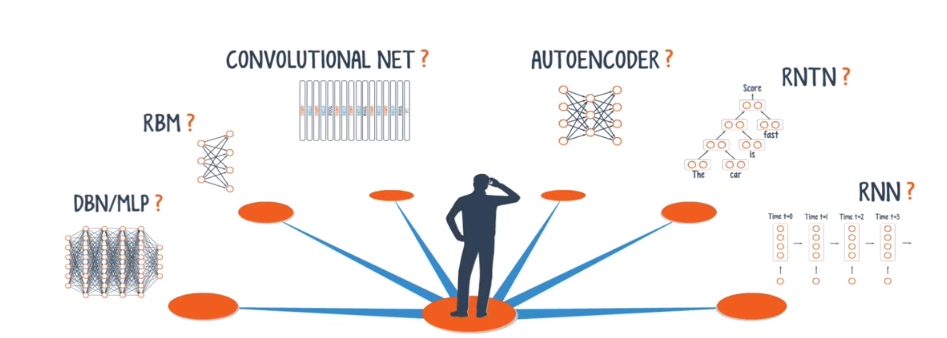 CONVOLUTIONAL NET ?
AUTOENCODER ?
RNTN ?
RBM ?
DBN/MLP ?
RNN ?
Score
fast
is
The car
Time t=0 Time t=1 Time t=2 Time t=3